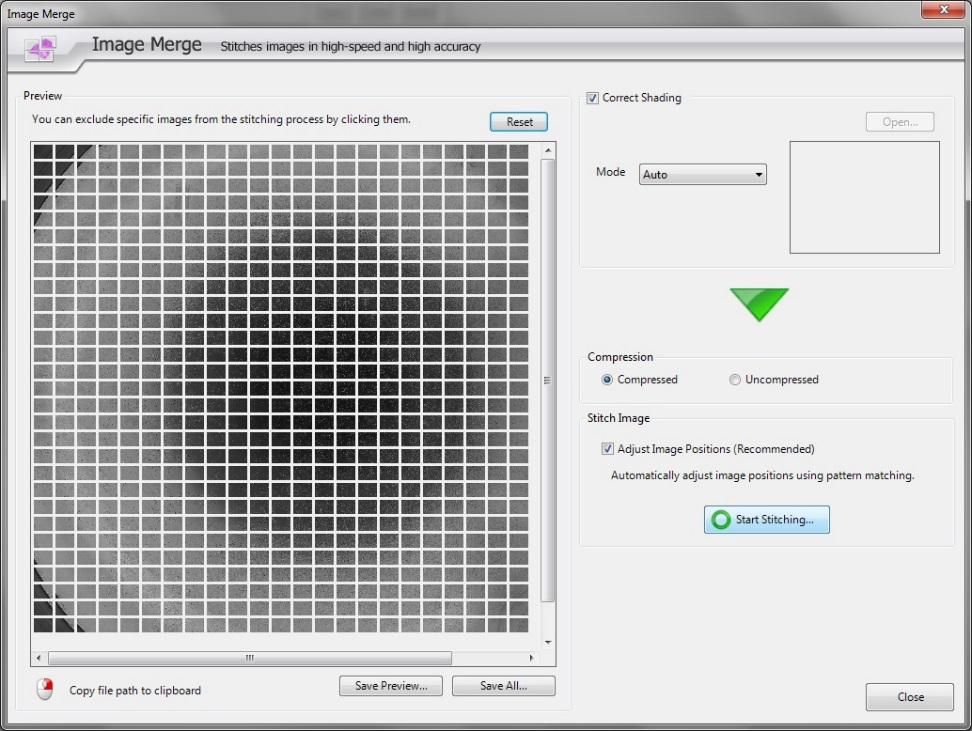 Image Merge
Image Merge Stitches images in high-speed and high accuracy
Preview
You can exclude specific images from the stitching process by clicking them.
Reset
Correct Shading
Open...
Mode
Auto
Compression
Compressed
Uncompressed
Stitch Image
Adjust Image Positions (Recommended)
Automatically adjust image positions using pattern matching.
Start Stitching...
Copy file path to clipboard
Save Preview...
Save All...
Close